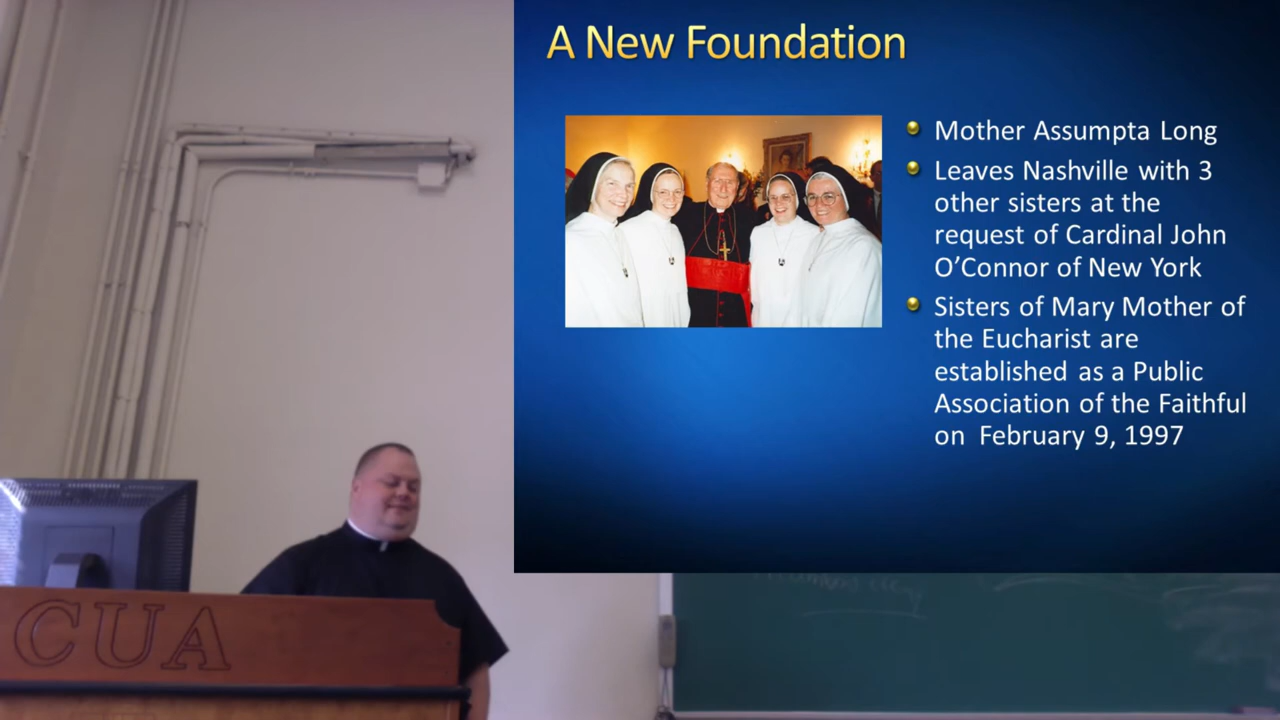 A New Foundation
Mother Assumpta Long
Leaves Nashville with 3
other sisters at the
request of Cardinal John
O’Connor of New York
Sisters of Mary Mother of
the Eucharist are
established as a Public
Association of the Faithful
on February 9, 1997
CUA